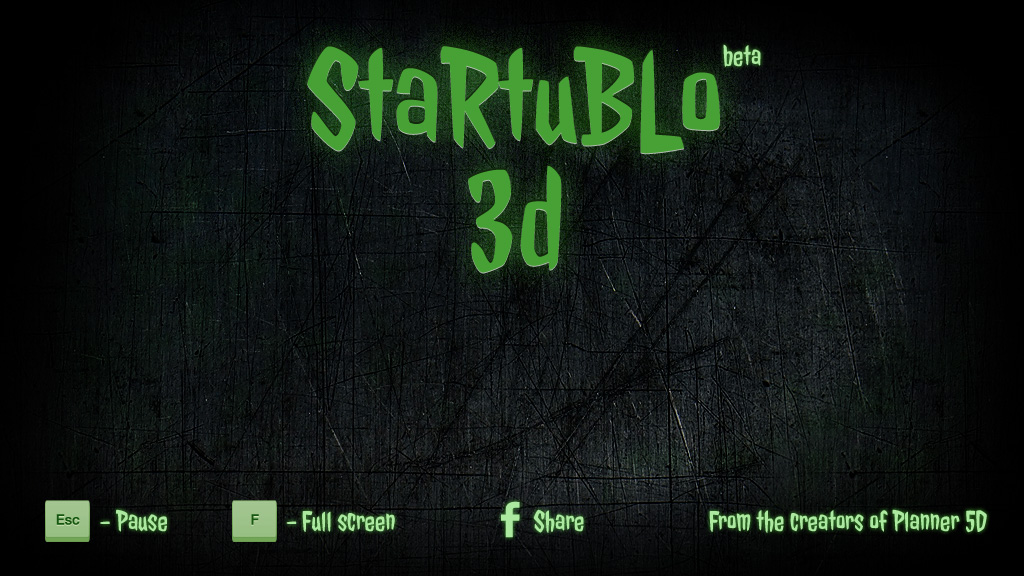 StaRtuBLo beta
3d
Esc – Pause F – Full screen f Share From the creators of Planner 5D